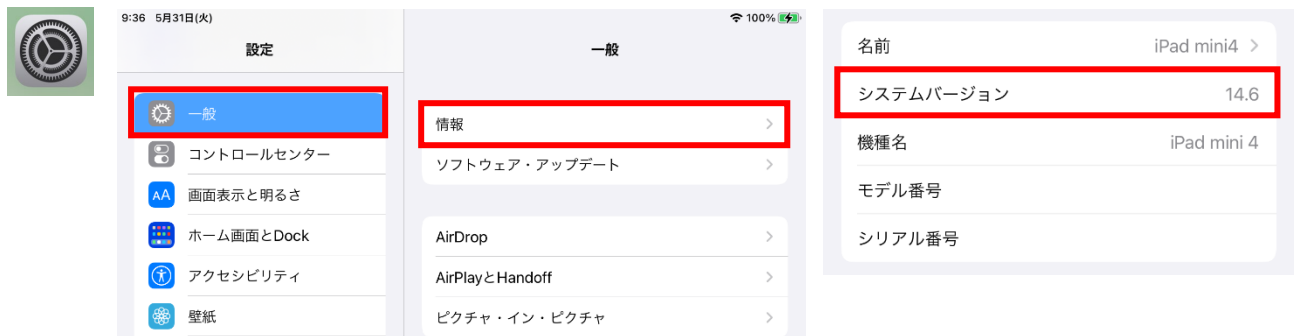 9:36 5月31日(火)
100%
設定
一般
コントロールセンター
画面表示と明るさ
ホーム画面とDock
アクセシビリティ
壁紙
一般
情報
ソフトウェア・アップデート
AirDrop
AirPlayとHandoff
ピクチャ・イン・ピクチャ
名前 iPad mini4
システムバージョン 14.6
機種名 iPad mini 4
モデル番号
シリアル番号